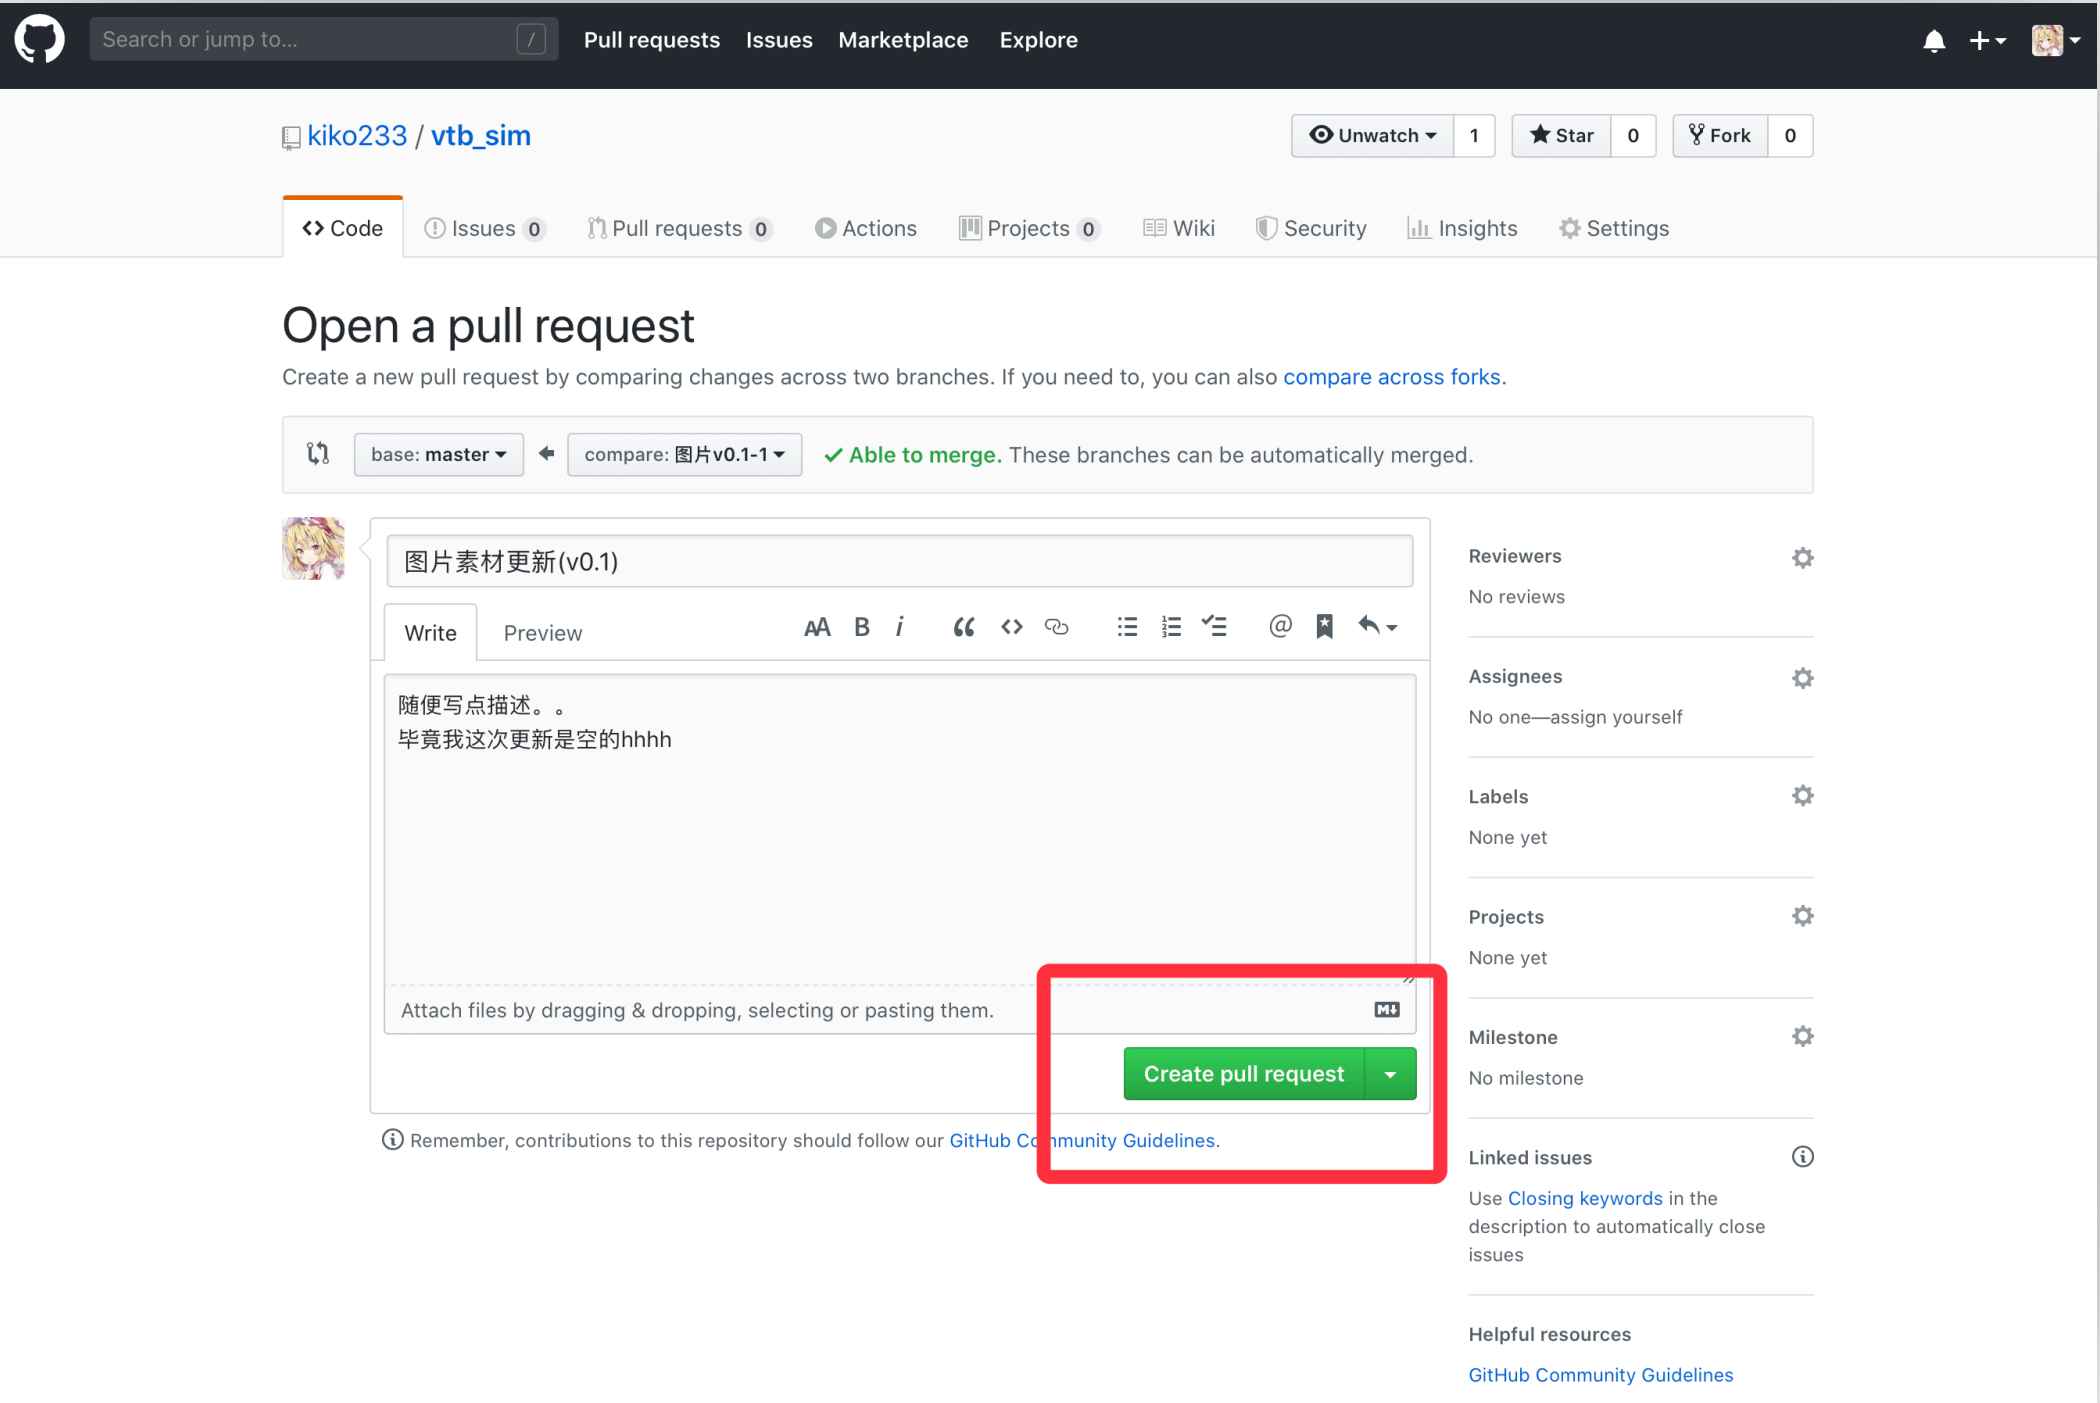 Search or jump to... /
Pull requests Issues Marketplace Explore
kiko233 / vtb_sim
Unwatch 1 Star 0 Fork 0
Code Issues 0 Pull requests 0 Actions Projects 0 Wiki Security Insights Settings
Open a pull request
Create a new pull request by comparing changes across two branches. If you need to, you can also compare across forks.
base: master compare: 图片v0.1-1 Able to merge. These branches can be automatically merged.
图片素材更新(v0.1)
Write Preview AA B i @
随便写点描述。。
毕竟我这次更新是空的hhhh
Attach files by dragging & dropping, selecting or pasting them.
Create pull request
Remember, contributions to this repository should follow our GitHub Community Guidelines.
Reviewers
No reviews
Assignees
No one—assign yourself
Labels
None yet
Projects
None yet
Milestone
No milestone
Linked issues
Use Closing keywords in the
description to automatically close
issues
Helpful resources
GitHub Community Guidelines